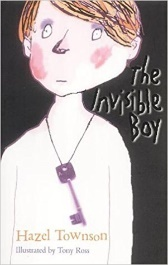 The
Invisible
Boy
Hazel Townson
Illustrated by Tony Ross